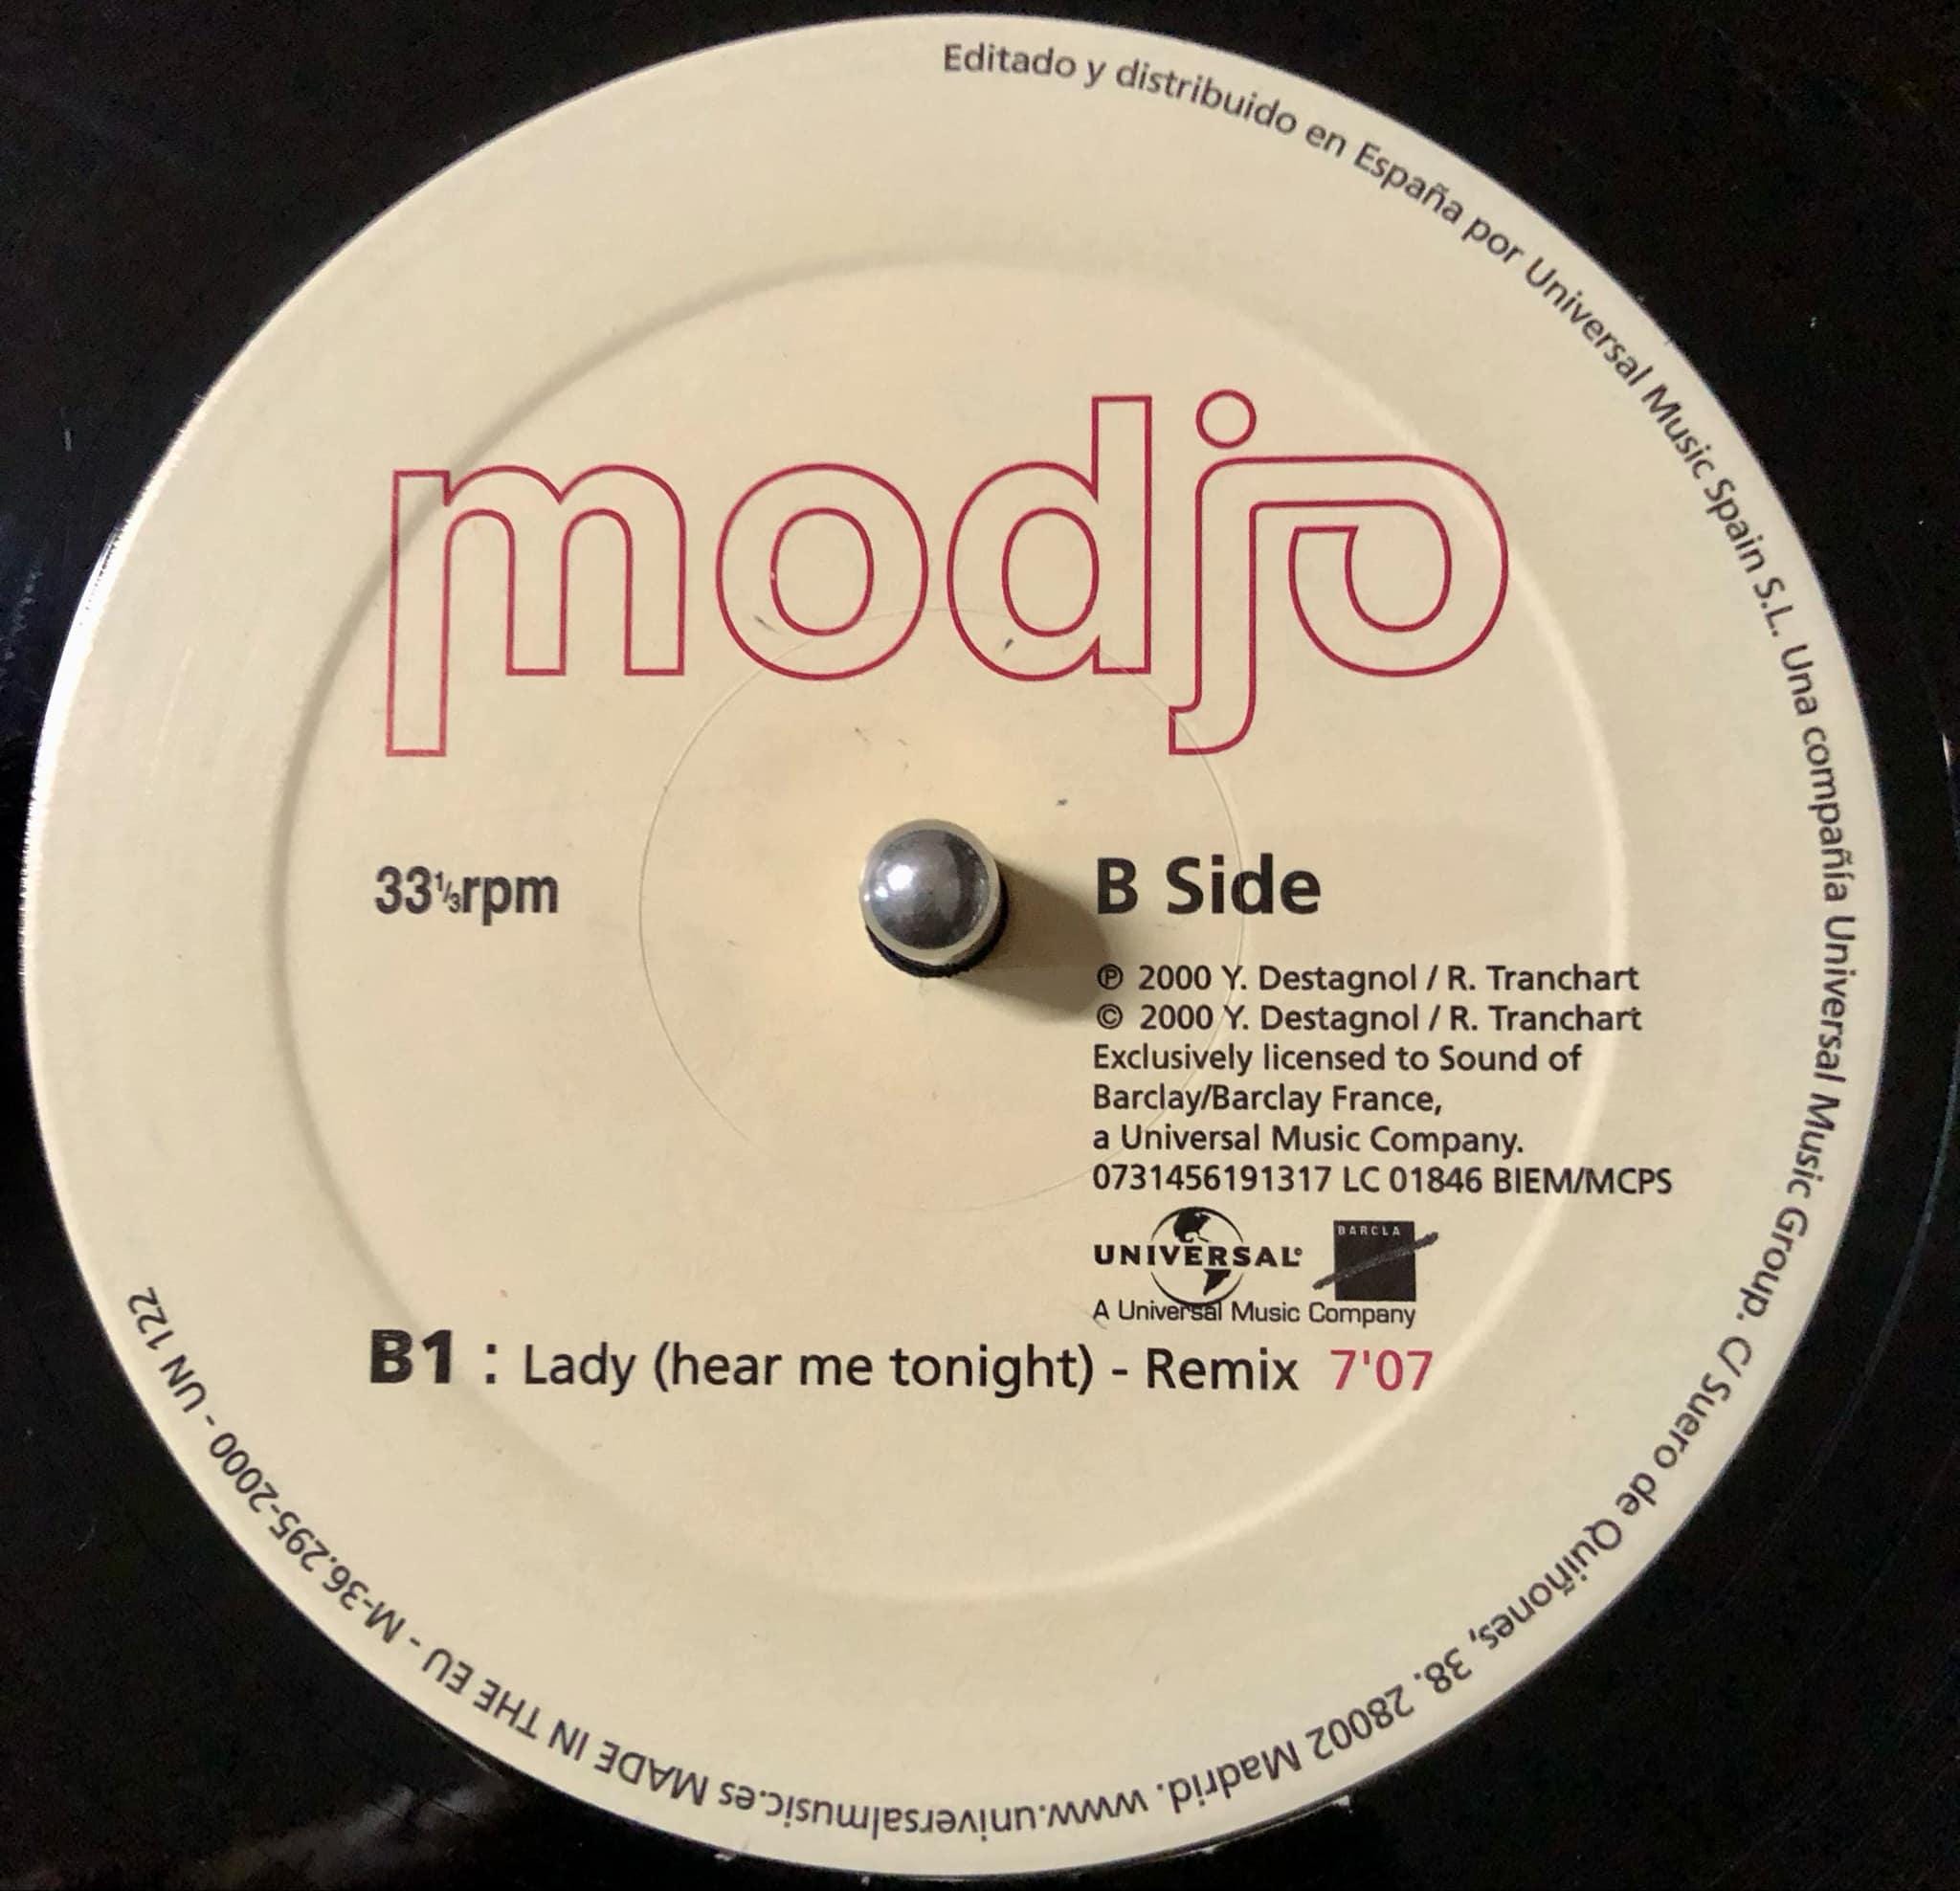 modjo
33⅓rpm
B Side
℗ 2000 Y. Destagnol / R. Tranchart
© 2000 Y. Destagnol / R. Tranchart
Exclusively licensed to Sound of
Barclay/Barclay France,
a Universal Music Company.
0731456191317 LC 01846 BIEM/MCPS
UNIVERSAL
BARCLA
A Universal Music Company
B1 : Lady (hear me tonight) - Remix 7'07
Editado y distribuido en España por Universal Music Spain S.L. Una compañía Universal Music Group. C/ Suero de Quiñones, 38. 28002 Madrid. www.universalmusic.es MADE IN THE EU - M-36.295-2000 - UN 122